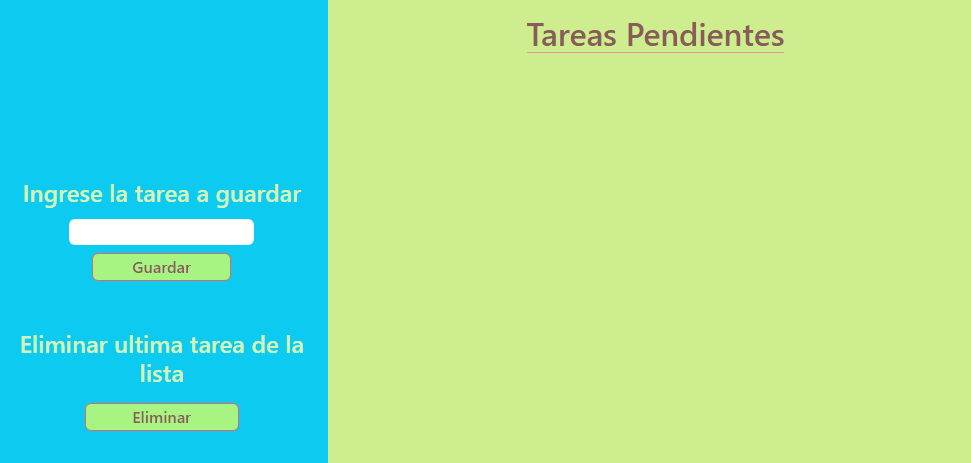 Tareas Pendientes
Ingrese la tarea a guardar
Guardar
Eliminar ultima tarea de la
lista
Eliminar